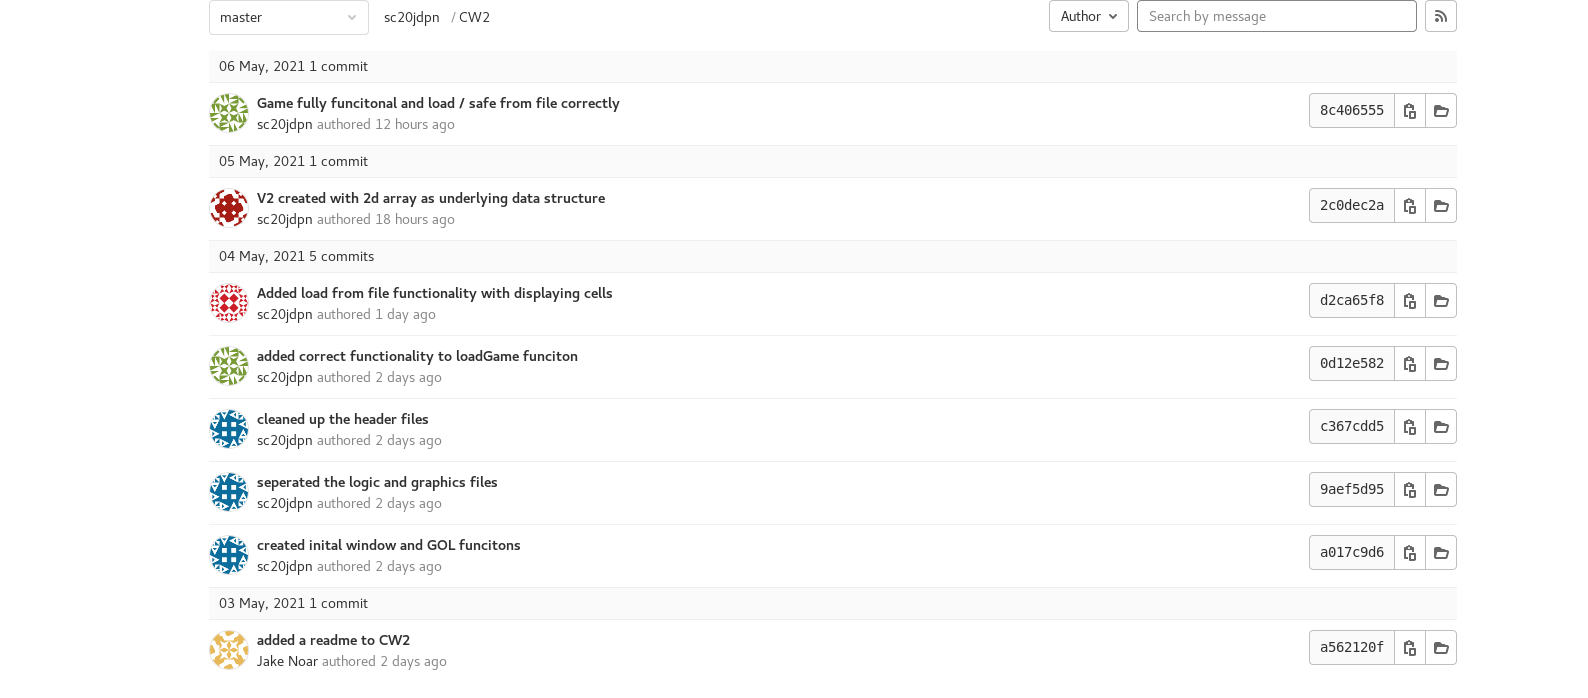 master sc20jdpn / CW2 Author Search by message
06 May, 2021 1 commit
Game fully funcitonal and load / safe from file correctly
sc20jdpn authored 12 hours ago
8c406555
05 May, 2021 1 commit
V2 created with 2d array as underlying data structure
sc20jdpn authored 18 hours ago
2c0dec2a
04 May, 2021 5 commits
Added load from file functionality with displaying cells
sc20jdpn authored 1 day ago
d2ca65f8
added correct functionality to loadGame funciton
sc20jdpn authored 2 days ago
0d12e582
cleaned up the header files
sc20jdpn authored 2 days ago
c367cdd5
seperated the logic and graphics files
sc20jdpn authored 2 days ago
9aef5d95
created inital window and GOL funcitons
sc20jdpn authored 2 days ago
a017c9d6
03 May, 2021 1 commit
added a readme to CW2
Jake Noar authored 2 days ago
a562120f